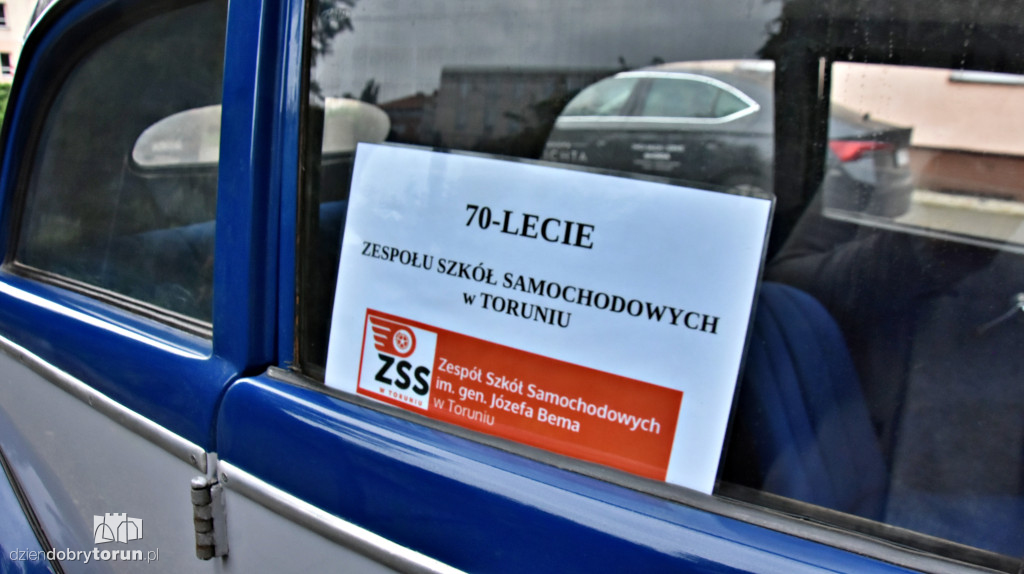 70-LECIE
ZESPOŁU SZKÓŁ SAMOCHODOWYCH
w TORUNIU
ZSS
W TORUNIU
Zespół Szkół Samochodowych
im. gen. Józefa Bema
w Toruniu
dziendobrytorun.pl